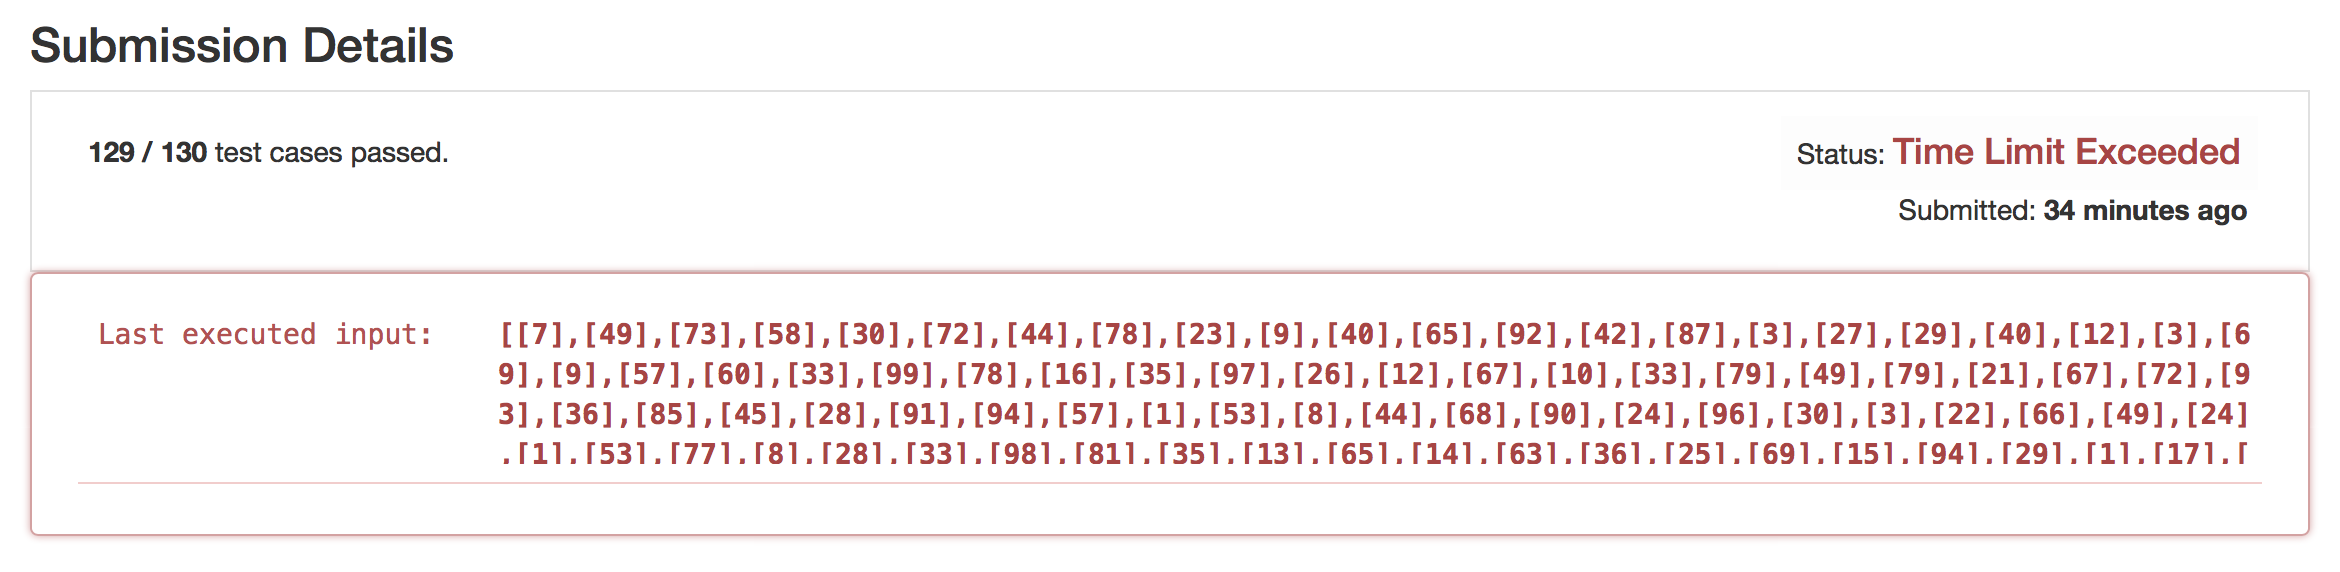 Submission Details
129 / 130 test cases passed.
Status: Time Limit Exceeded
Submitted: 34 minutes ago
Last executed input:
[[7],[49],[73],[58],[30],[72],[44],[78],[23],[9],[40],[65],[92],[42],[87],[3],[27],[29],[40],[12],[3],[6
9],[9],[57],[60],[33],[99],[78],[16],[35],[97],[26],[12],[67],[10],[33],[79],[49],[79],[21],[67],[72],[9
3],[36],[85],[45],[28],[91],[94],[57],[1],[53],[8],[44],[68],[90],[24],[96],[30],[3],[22],[66],[49],[24]
,[1],[53],[77],[8],[28],[33],[98],[81],[35],[13],[65],[14],[63],[36],[25],[69],[15],[94],[29],[1],[17],[